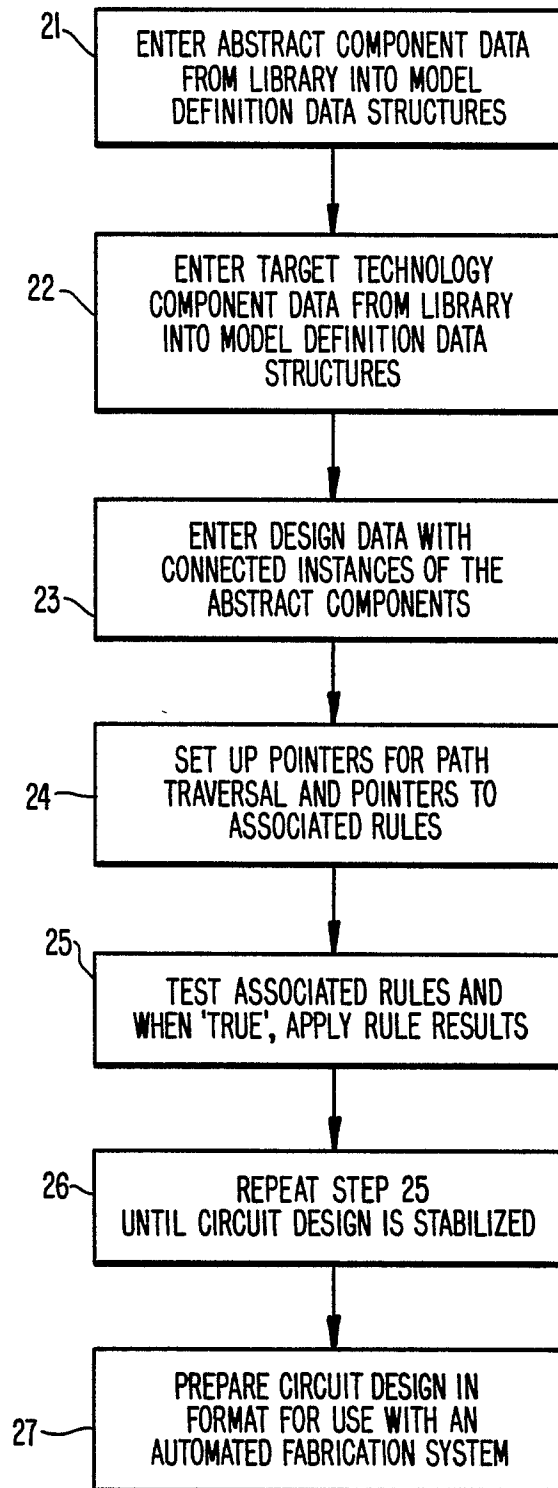 21
ENTER ABSTRACT COMPONENT DATA
FROM LIBRARY INTO MODEL
DEFINITION DATA STRUCTURES
22
ENTER TARGET TECHNOLOGY
COMPONENT DATA FROM LIBRARY
INTO MODEL DEFINITION DATA
STRUCTURES
23
ENTER DESIGN DATA WITH
CONNECTED INSTANCES OF THE
ABSTRACT COMPONENTS
24
SET UP POINTERS FOR PATH
TRAVERSAL AND POINTERS TO
ASSOCIATED RULES
25
TEST ASSOCIATED RULES AND
WHEN 'TRUE', APPLY RULE RESULTS
26
REPEAT STEP 25
UNTIL CIRCUIT DESIGN IS STABILIZED
27
PREPARE CIRCUIT DESIGN IN
FORMAT FOR USE WITH AN
AUTOMATED FABRICATION SYSTEM